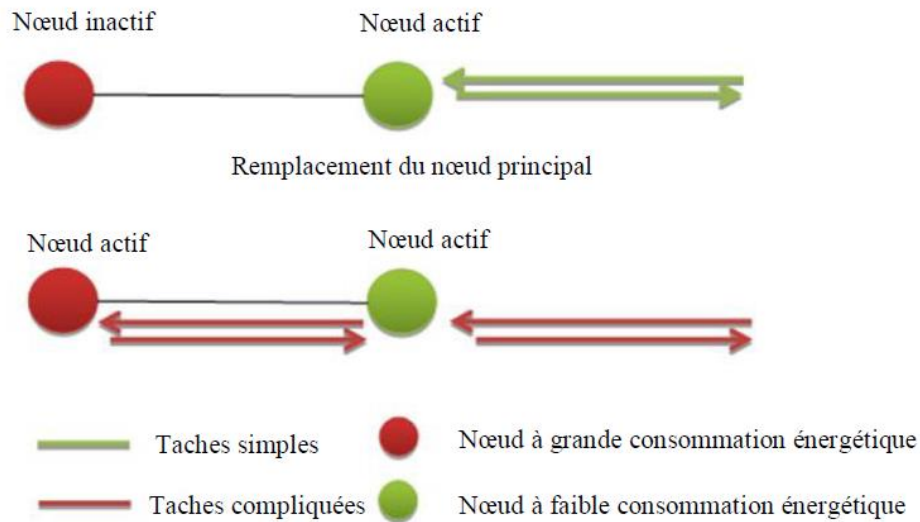 Nœud inactif
Nœud actif
Remplacement du nœud principal
Nœud actif
Nœud actif
Taches simples
Nœud à grande consommation énergétique
Taches compliquées
Nœud à faible consommation énergétique